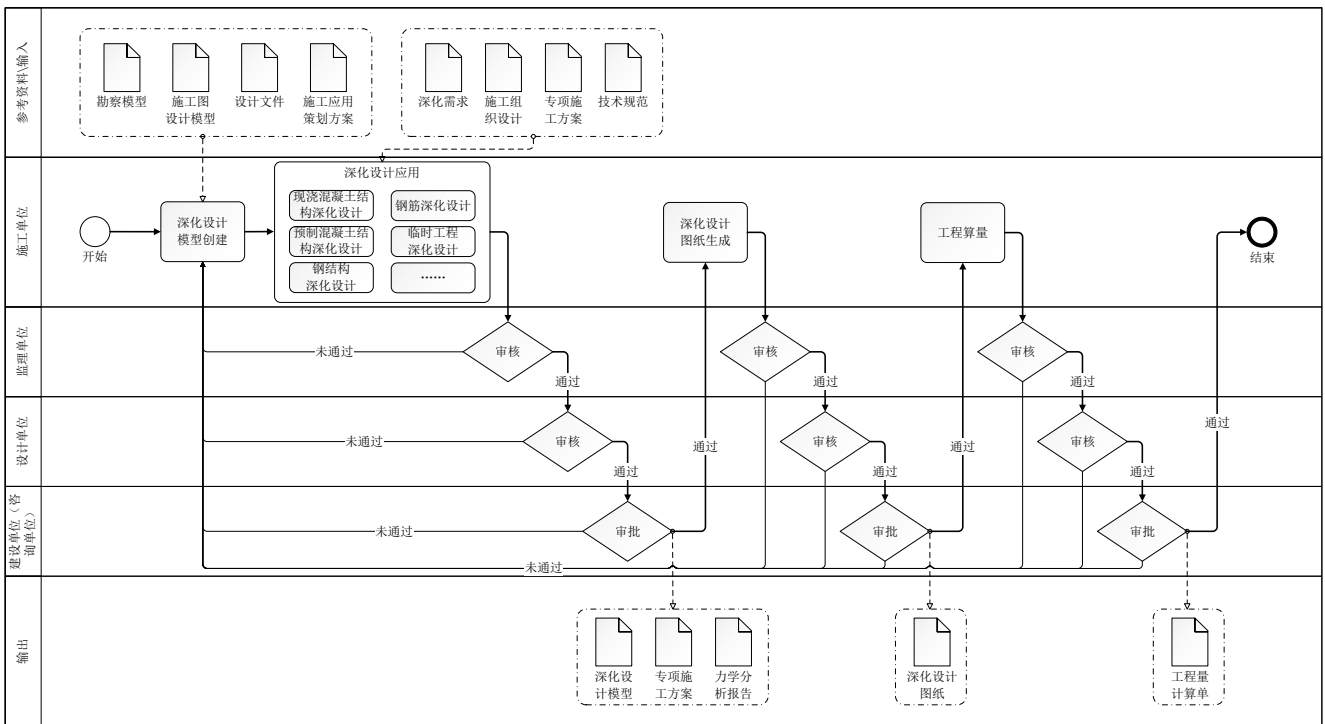 参考资料\输入
勘察模型
施工图
设计模型
设计文件
施工应用
策划方案
深化需求
施工组
织设计
专项施
工方案
技术规范
施工单位
开始
深化设计
模型创建
深化设计应用
现浇混凝土结
构深化设计
钢筋深化设计
预制混凝土结
构深化设计
临时工程
深化设计
钢结构
深化设计
……
深化设计
图纸生成
工程算量
结束
监理单位
未通过
审核
通过
审核
通过
审核
通过
设计单位
未通过
审核
通过
通过
审核
通过
通过
审核
通过
通过
建设单位（咨
询单位）
未通过
审批
审批
审批
未通过
输出
深化设
计模型
专项施
工方案
力学分
析报告
深化设计
图纸
工程量
计算单